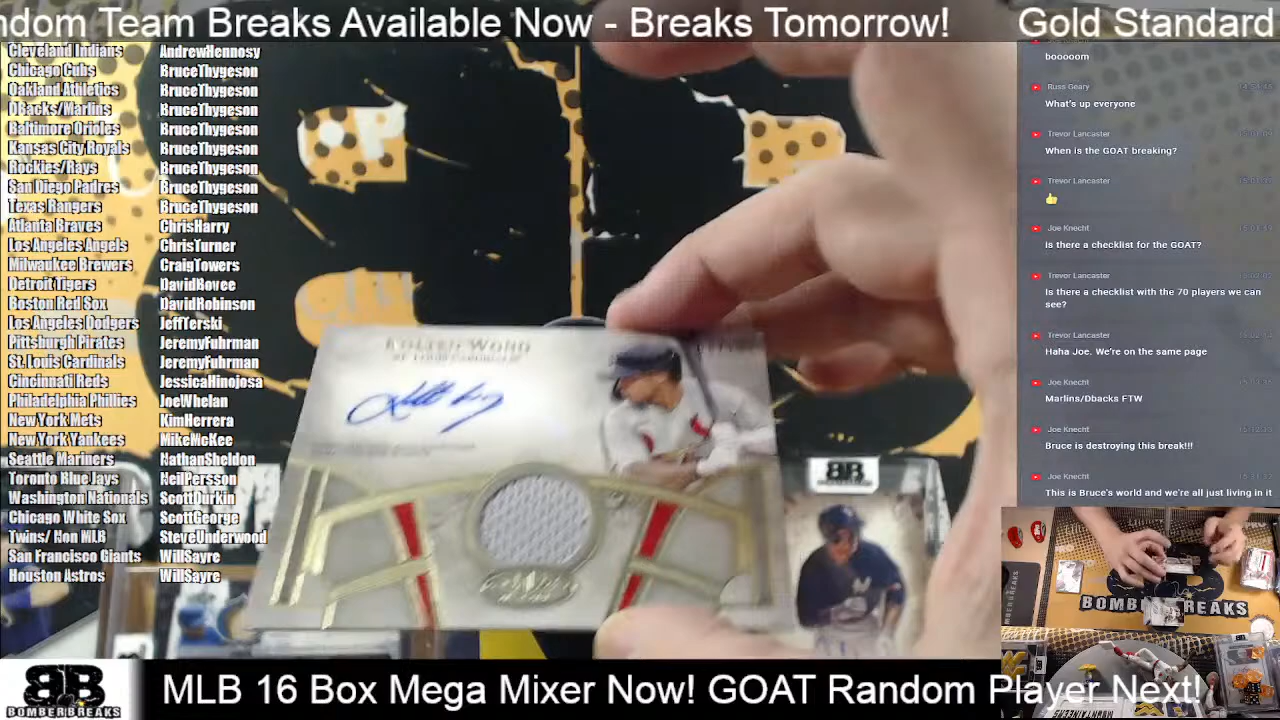 ndom Team Breaks Available Now - Breaks Tomorrow! Gold Standard
Cleveland Indians AndrewHennosy
Chicago Cubs BruceThygeson
Oakland Athletics BruceThygeson
DBacks/Marlins BruceThygeson
Baltimore Orioles BruceThygeson
Kansas City Royals BruceThygeson
Rockies/Rays BruceThygeson
San Diego Padres BruceThygeson
Texas Rangers BruceThygeson
Atlanta Braves ChrisHarry
Los Angeles Angels ChrisTurner
Milwaukee Brewers CraigTowers
Detroit Tigers DavidBovee
Boston Red Sox DavidRobinson
Los Angeles Dodgers JeffTerski
Pittsburgh Pirates JeremyFuhrman
St. Louis Cardinals JeremyFuhrman
Cincinnati Reds JessicaHinojosa
Philadelphia Phillies JoeWhelan
New York Mets KimHerrera
New York Yankees MikeMcKee
Seattle Mariners NathanSheldon
Toronto Blue Jays NeilPersson
Washington Nationals ScottDurkin
Chicago White Sox ScottGeorge
Twins/ Non MLB SteveUnderwood
San Francisco Giants WillSayre
Houston Astros WillSayre
KOLTEN WONG
ST. LOUIS CARDINALS
BB
booooom
Russ Geary
What's up everyone
Trevor Lancaster
When is the GOAT breaking?
Trevor Lancaster
👍
Joe Knecht
Is there a checklist for the GOAT?
Trevor Lancaster
Is there a checklist with the 70 players we can
see?
Trevor Lancaster
Haha Joe. We're on the same page
Joe Knecht
Marlins/Dbacks FTW
Joe Knecht
Bruce is destroying this break!!!
Joe Knecht
This is Bruce's world and we're all just living in it
BOMBERBREAKS
MLB 16 Box Mega Mixer Now! GOAT Random Player Next!